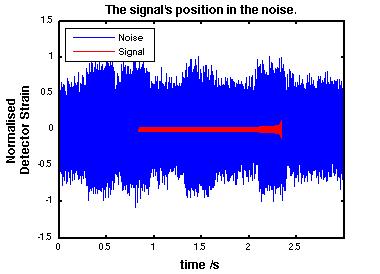 The signal's position in the noise.
Noise
Signal
Normalised
Detector Strain
1.5
1
0.5
0
-0.5
-1
-1.5
0 0.5 1 1.5 2 2.5
time /s